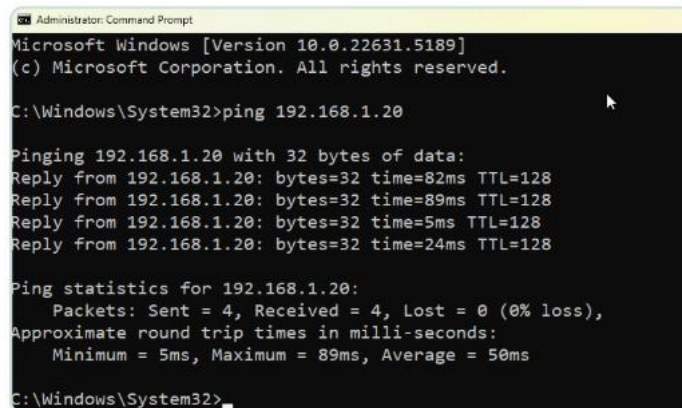 Administrator: Command Prompt
Microsoft Windows [Version 10.0.22631.5189]
(c) Microsoft Corporation. All rights reserved.
C:\Windows\System32>ping 192.168.1.20
Pinging 192.168.1.20 with 32 bytes of data:
Reply from 192.168.1.20: bytes=32 time=82ms TTL=128
Reply from 192.168.1.20: bytes=32 time=89ms TTL=128
Reply from 192.168.1.20: bytes=32 time=5ms TTL=128
Reply from 192.168.1.20: bytes=32 time=24ms TTL=128
Ping statistics for 192.168.1.20:
    Packets: Sent = 4, Received = 4, Lost = 0 (0% loss),
Approximate round trip times in milli-seconds:
    Minimum = 5ms, Maximum = 89ms, Average = 50ms
C:\Windows\System32>